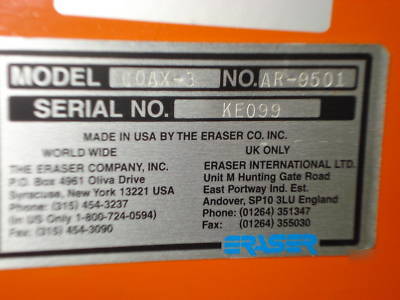 MODEL COAX-3 NO. AR-9501
SERIAL NO. KF099
MADE IN USA BY THE ERASER CO. INC.
WORLD WIDE
THE ERASER COMPANY, INC.
P.O. Box 4961 Oliva Drive
Syracuse, New York 13221 USA
Phone: (315) 454-3237
(In US Only 1-800-724-0594)
Fax: (315) 454-3090
UK ONLY
ERASER INTERNATIONAL LTD.
Unit M Hunting Gate Road
East Portway Ind. Est.
Andover, SP10 3LU England
Phone: (01264) 351347
Fax: (01264) 355030
ERASER